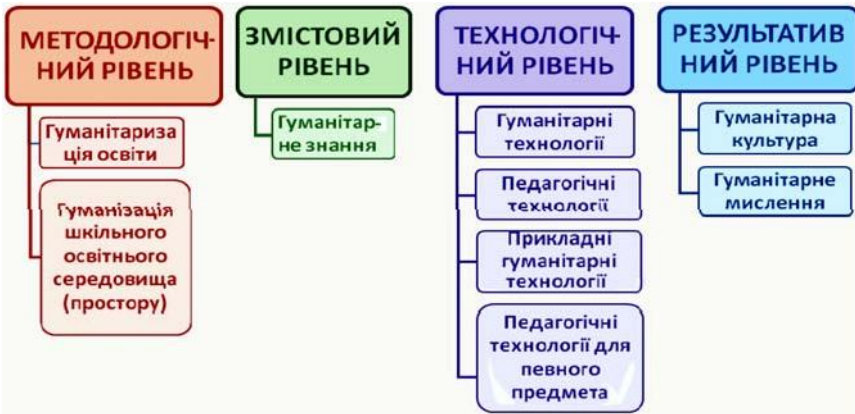 МЕТОДОЛОГІЧ-
НИЙ РІВЕНЬ
Гуманітариза
ція освіти
Гуманізація
шкільного
освітнього
середовища
(простору)
ЗМІСТОВИЙ
РІВЕНЬ
Гуманітар-
не знання
ТЕХНОЛОГІЧ-
НИЙ РІВЕНЬ
Гуманітарні
технології
Педагогічні
технології
Прикладні
гуманітарні
технології
Педагогічні
технології для
певного
предмета
РЕЗУЛЬТАТИВ
НИЙ РІВЕНЬ
Гуманітарна
культура
Гуманітарне
мислення